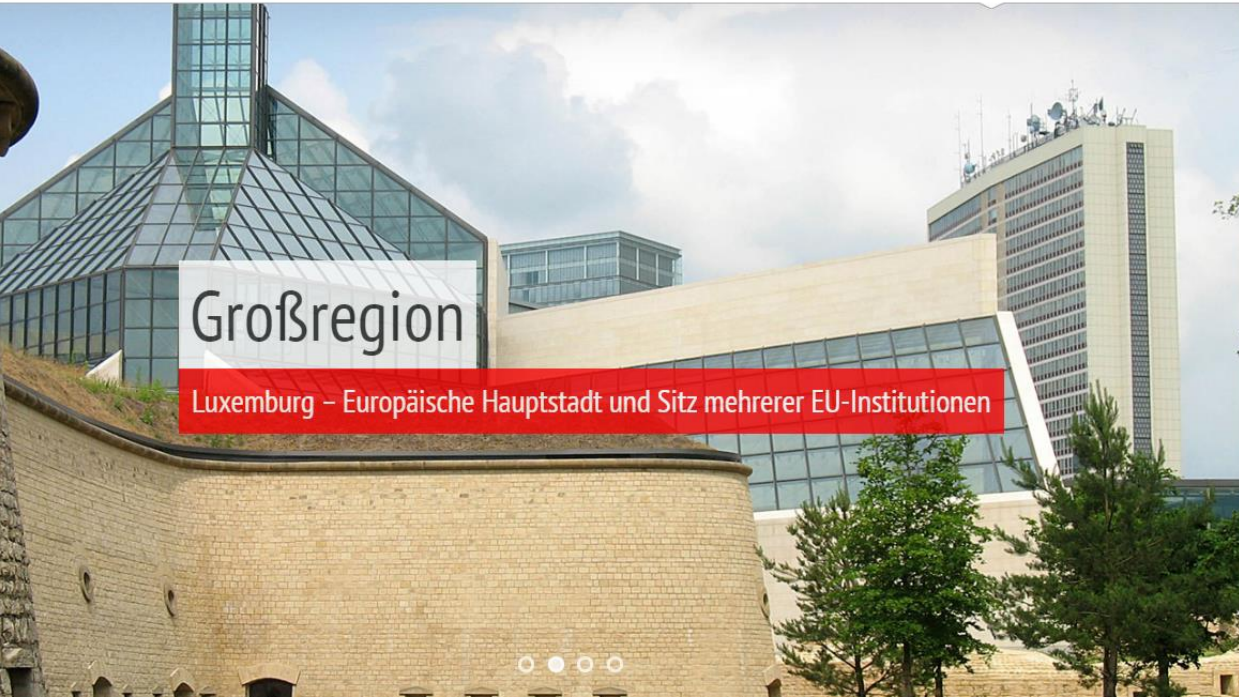 Großregion
Luxemburg – Europäische Hauptstadt und Sitz mehrerer EU-Institutionen